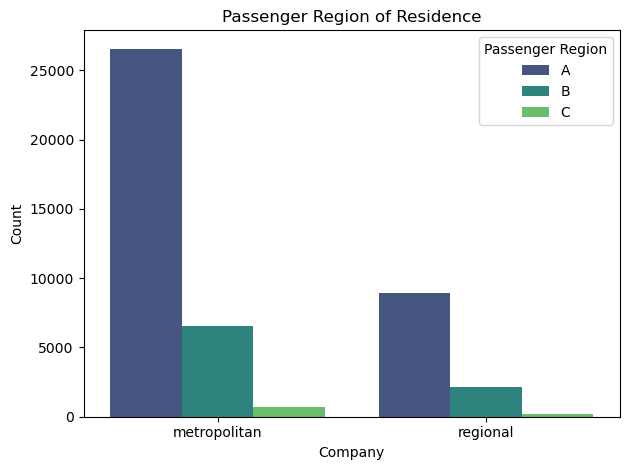 Passenger Region of Residence
Passenger Region
A
B
C
25000
20000
15000
10000
5000
0
Count
metropolitan
regional
Company